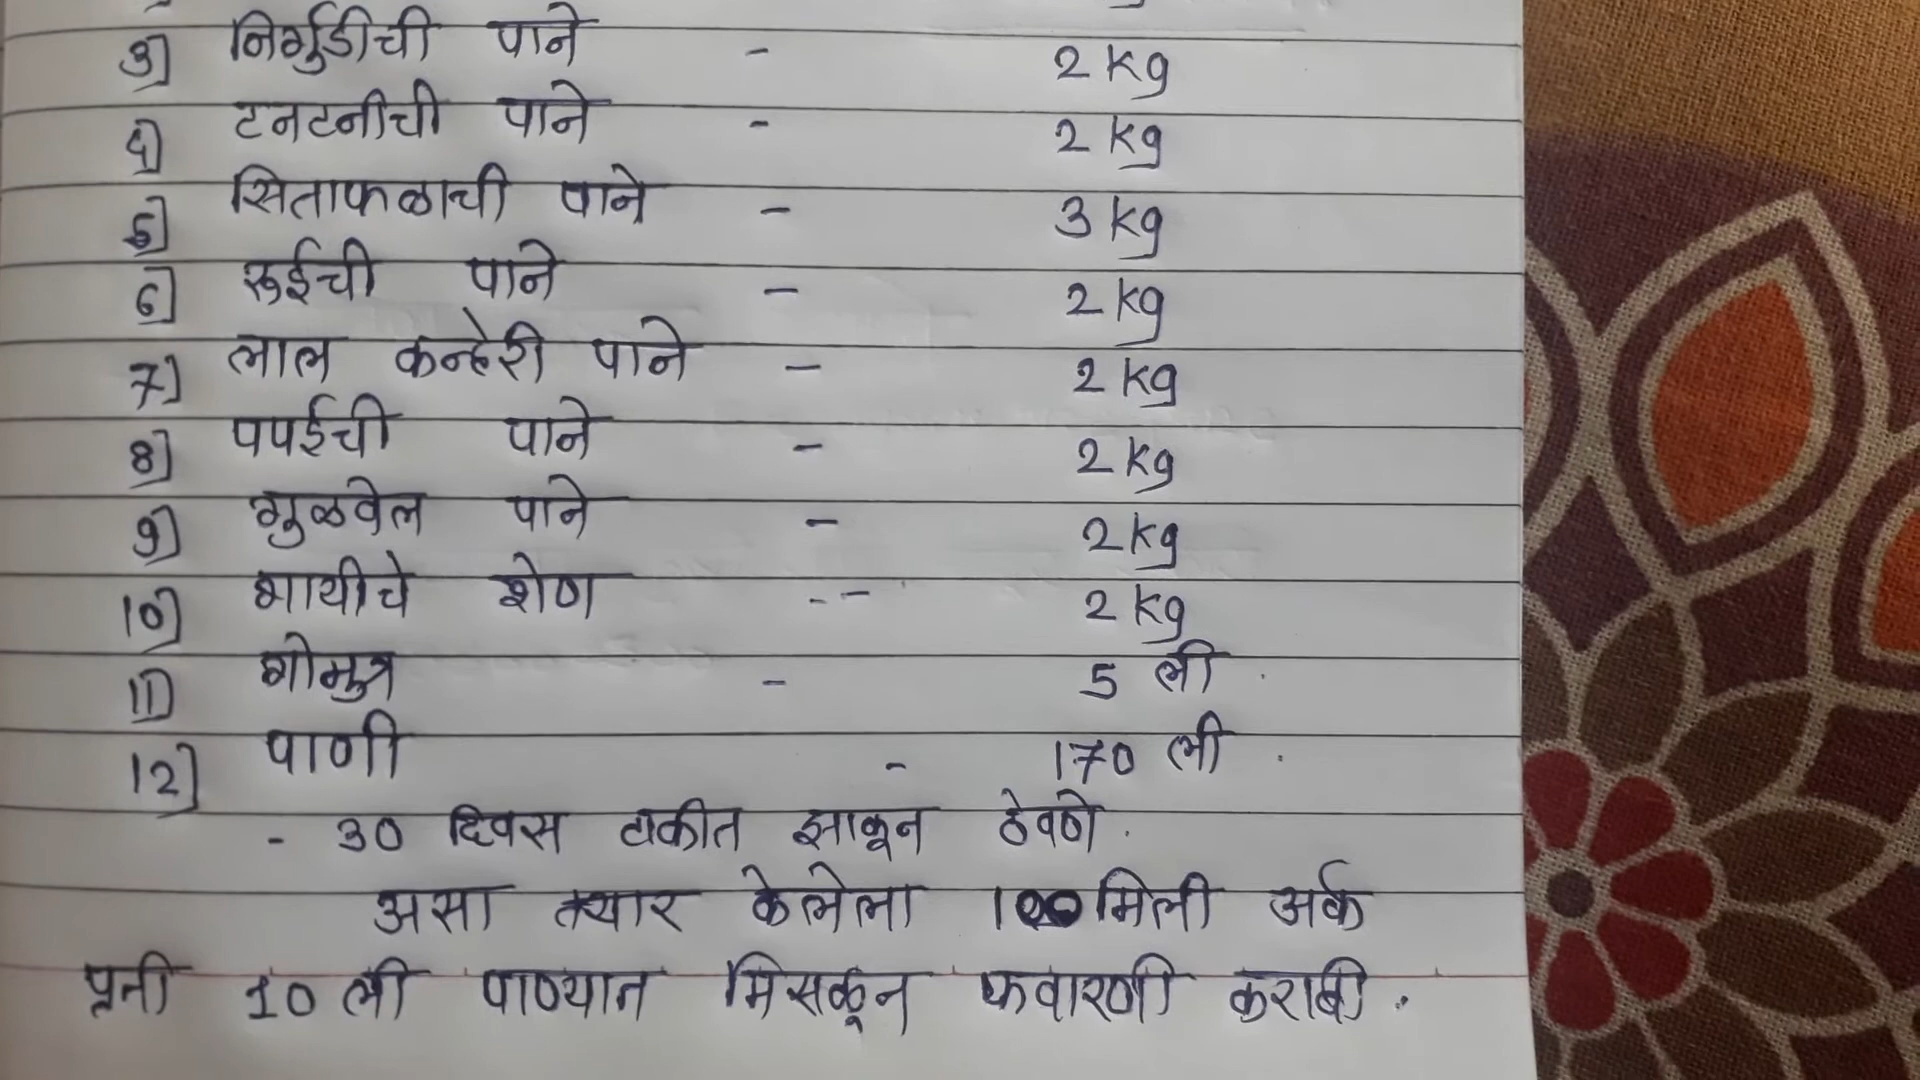 3] निर्गुडीची पाने - 2 kg
4] टनटनीची पाने - 2 kg
5] सिताफळाची पाने - 3 kg
6] रुईची पाने - 2 kg
7] लाल कन्हेरी पाने - 2 kg
8] पपईची पाने - 2 kg
9] गुळवेल पाने - 2 kg
10] गायीचे शेण -- 2 kg
11] गोमुत्र - 5 ली.
12] पाणी - 170 ली.
- 30 दिवस टाकीत झाकून ठेवणे.
असा तयार केलेला 100 मिली अर्क
प्रती 10 ली पाण्यात मिसळून फवारणी करावी.